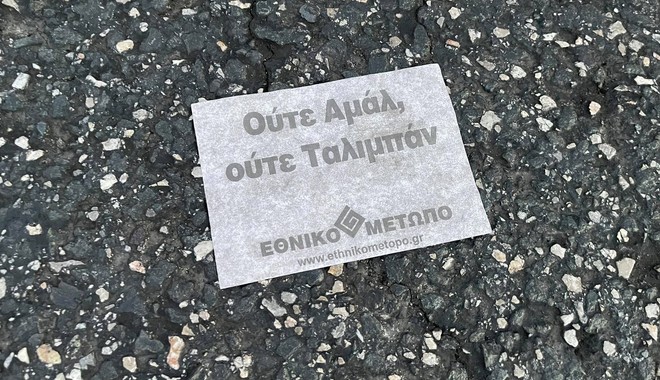 Ούτε Αμάλ,
ούτε Ταλιμπάν
ΕΘΝΙΚΟ ΜΕΤΩΠΟ
www.ethnikometopo.gr